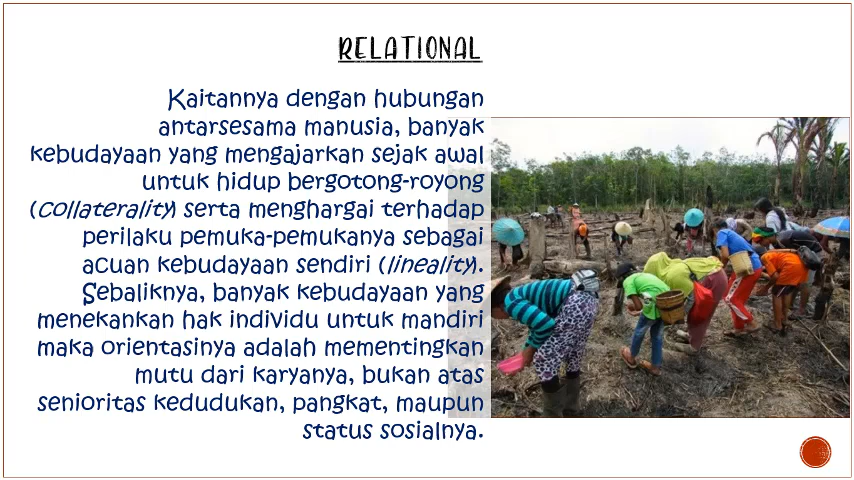 RELATIONAL
Kaitannya dengan hubungan
antarsesama manusia, banyak
kebudayaan yang mengajarkan sejak awal
untuk hidup bergotong-royong
(collaterality) serta menghargai terhadap
perilaku pemuka-pemukanya sebagai
acuan kebudayaan sendiri (lineality).
Sebaliknya, banyak kebudayaan yang
menekankan hak individu untuk mandiri
maka orientasinya adalah mementingkan
mutu dari karyanya, bukan atas
senioritas kedudukan, pangkat, maupun
status sosialnya.